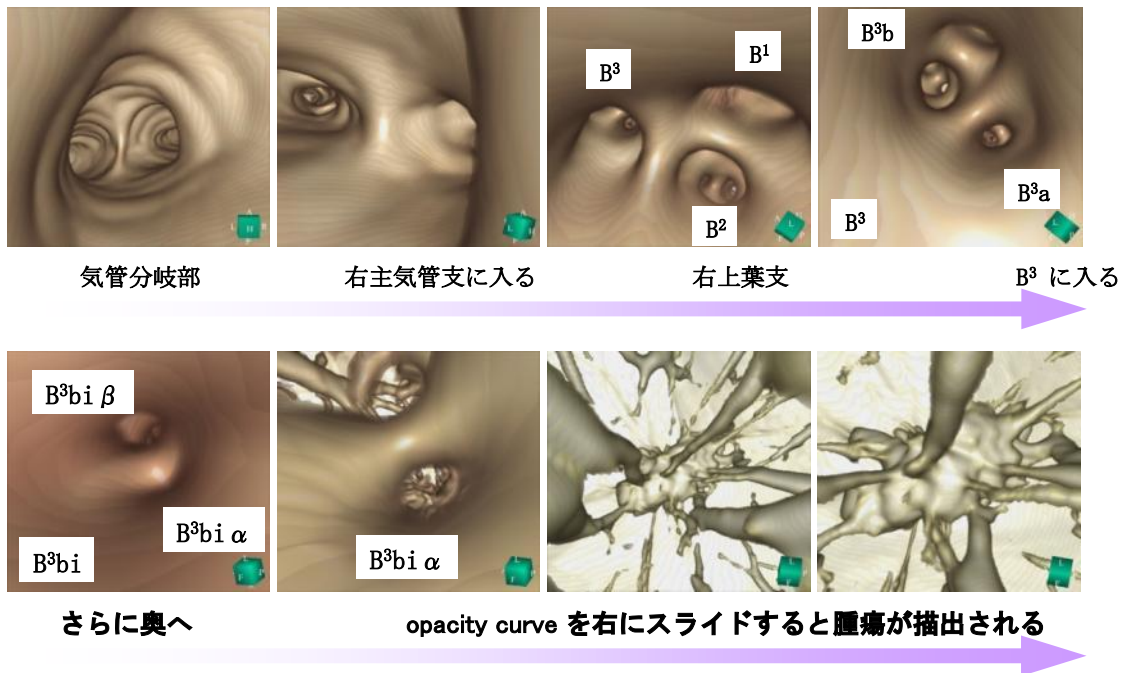 B³
B¹
B²
B³b
B³a
B³
気管分岐部
右主気管支に入る
右上葉支
B³ に入る
B³bi β
B³bi α
B³bi
B³bi α
さらに奥へ
opacity curve を右にスライドすると腫瘍が描出される